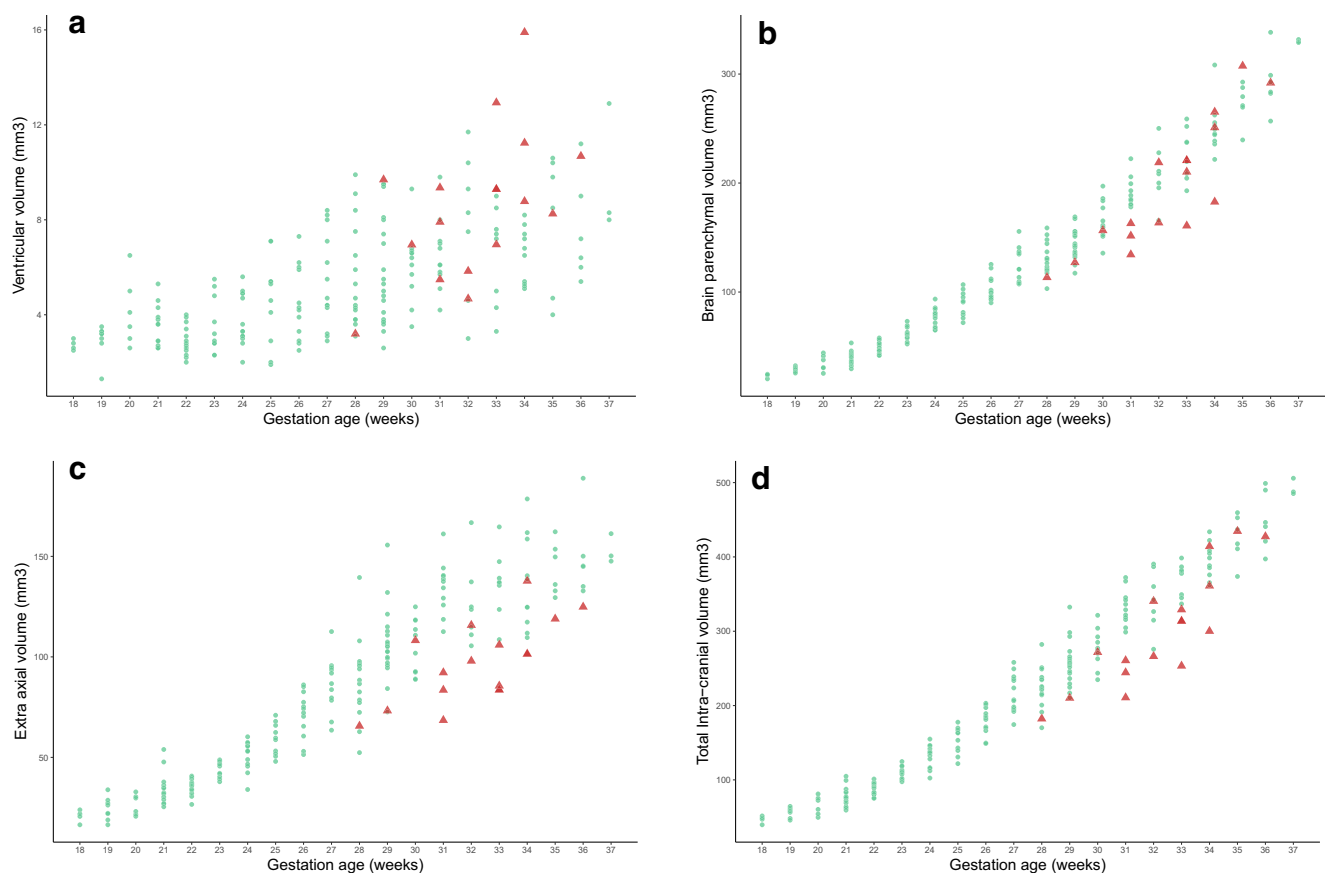 a
Ventricular volume (mm3)
16
12
8
4
18 19 20 21 22 23 24 25 26 27 28 29 30 31 32 33 34 35 36 37
Gestation age (weeks)
b
Brain parenchymal volume (mm3)
300
200
100
18 19 20 21 22 23 24 25 26 27 28 29 30 31 32 33 34 35 36 37
Gestation age (weeks)
c
Extra axial volume (mm3)
150
100
50
18 19 20 21 22 23 24 25 26 27 28 29 30 31 32 33 34 35 36 37
Gestation age (weeks)
d
Total Intra−cranial volume (mm3)
500
400
300
200
100
18 19 20 21 22 23 24 25 26 27 28 29 30 31 32 33 34 35 36 37
Gestation age (weeks)